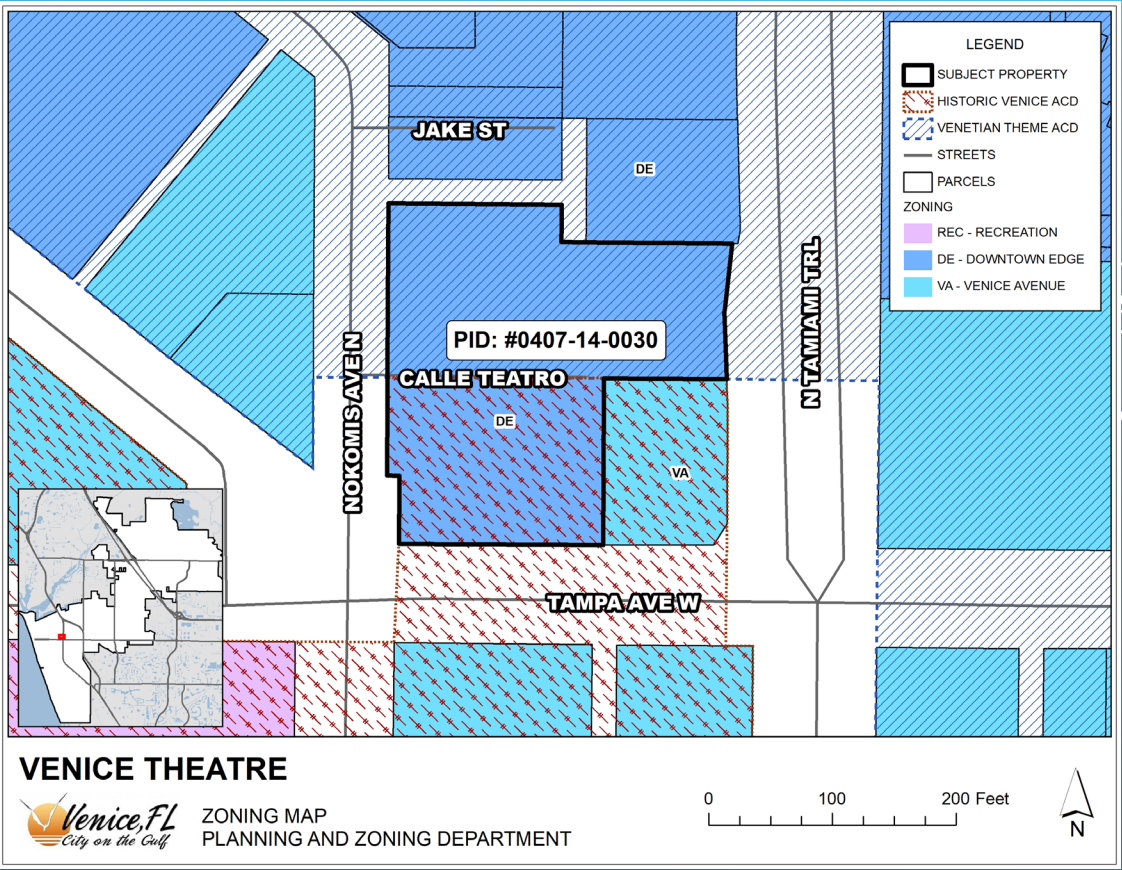 LEGEND
SUBJECT PROPERTY
HISTORIC VENICE ACD
VENETIAN THEME ACD
STREETS
PARCELS
ZONING
REC - RECREATION
DE - DOWNTOWN EDGE
VA - VENICE AVENUE
JAKE ST
DE
N TAMIAMI TRL
PID: #0407-14-0030
NOKOMIS AVE N
CALLE TEATRO
DE
VA
TAMPA AVE W
VENICE THEATRE
Venice, FL
City on the Gulf
ZONING MAP
PLANNING AND ZONING DEPARTMENT
0 100 200 Feet
N